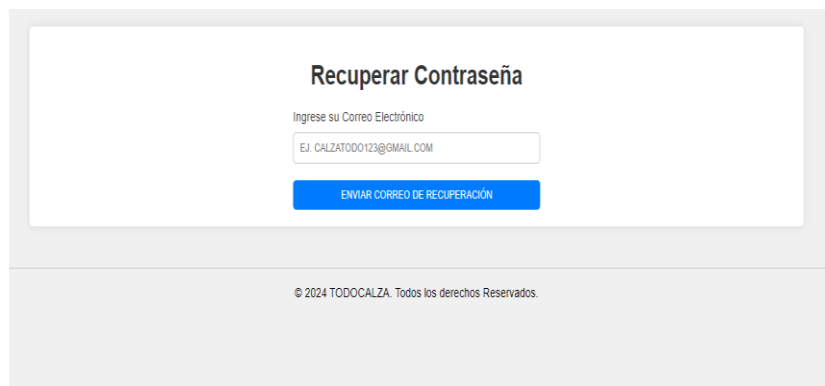 Recuperar Contraseña
Ingrese su Correo Electrónico
EJ. CALZATODO123@GMAIL.COM
ENVIAR CORREO DE RECUPERACIÓN
© 2024 TODOCALZA. Todos los derechos Reservados.